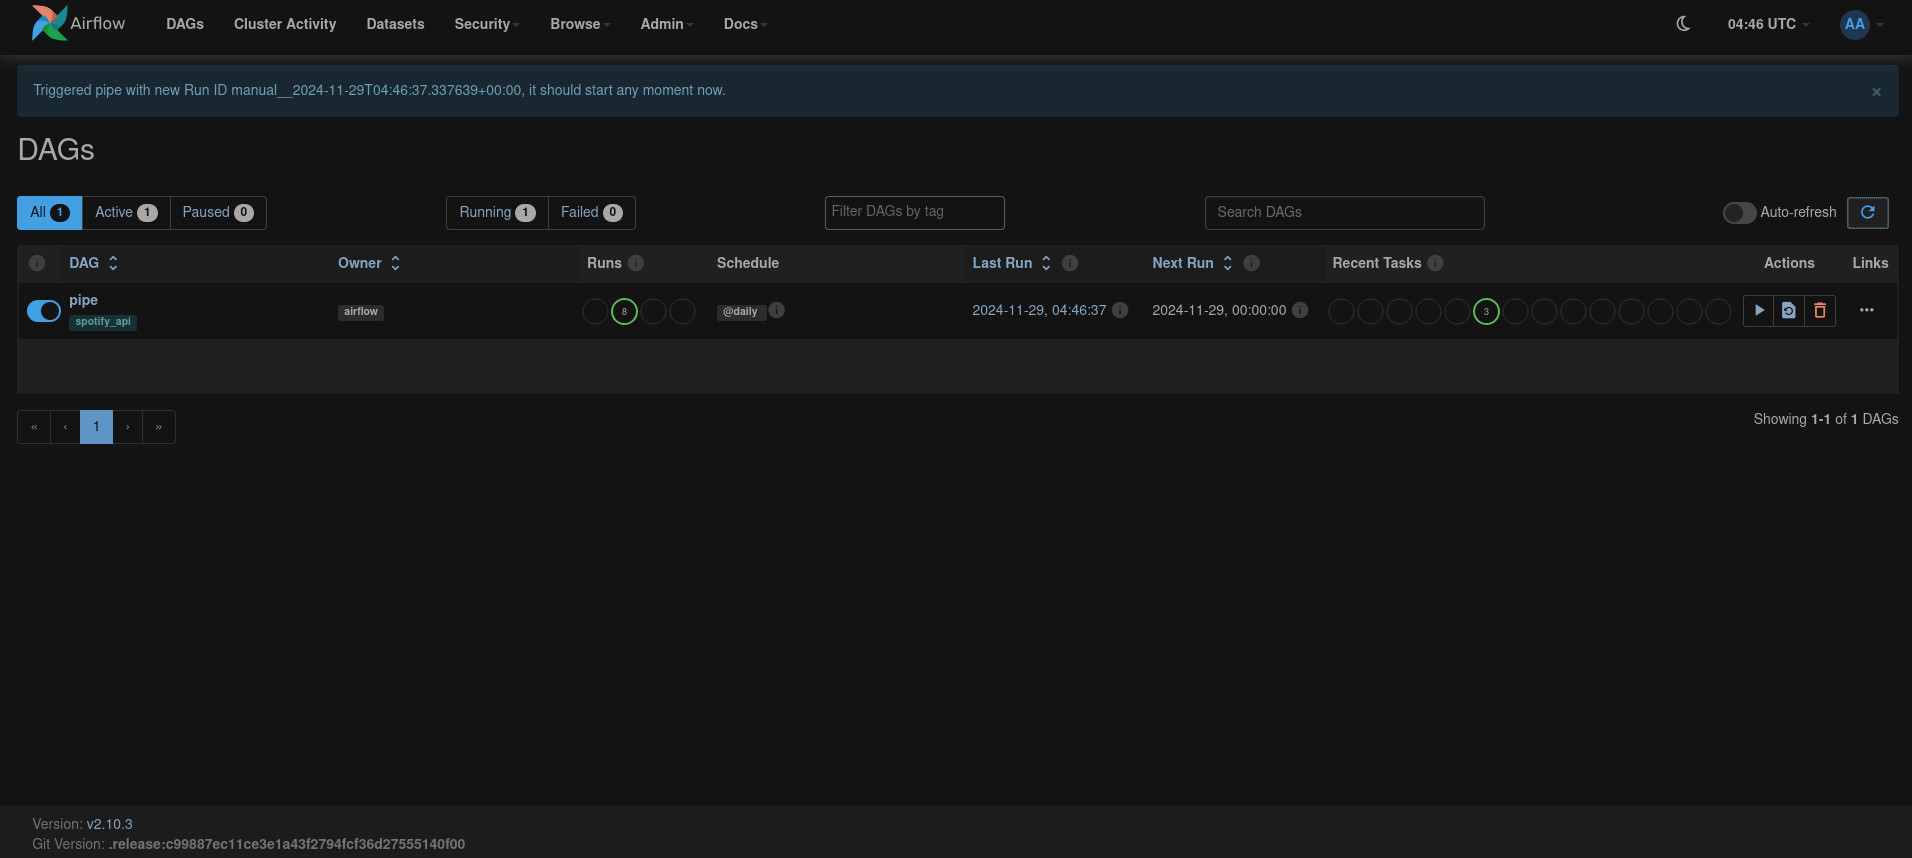 Airflow DAGs Cluster Activity Datasets Security Browse Admin Docs 04:46 UTC AA
Triggered pipe with new Run ID manual__2024-11-29T04:46:37.337639+00:00, it should start any moment now. ×
DAGs
All 1 Active 1 Paused 0 Running 1 Failed 0 Filter DAGs by tag Search DAGs Auto-refresh
i DAG Owner Runs i Schedule Last Run i Next Run i Recent Tasks i Actions Links
pipe
spotify_api
airflow 8 @daily i 2024-11-29, 04:46:37 i 2024-11-29, 00:00:00 i 3 ···
« ‹ 1 › » Showing 1-1 of 1 DAGs
Version: v2.10.3
Git Version: .release:c99887ec11ce3e1a43f2794fcf36d27555140f00